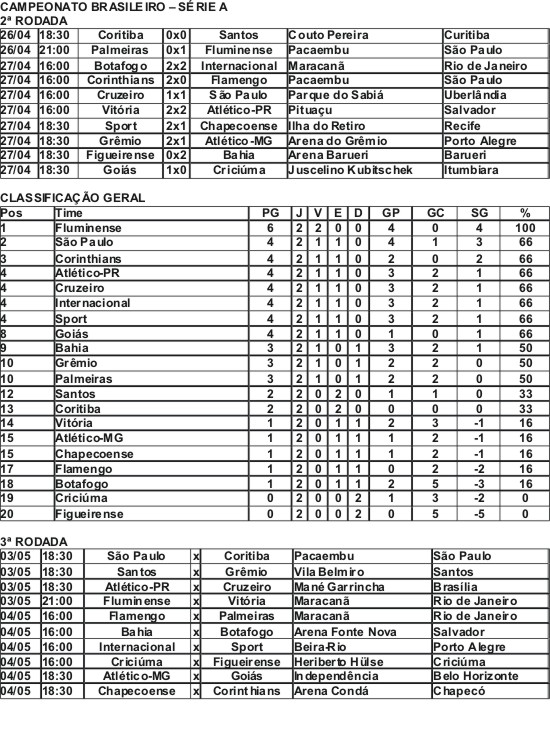 CAMPEONATO BRASILEIRO – SÉRIE A
2ª RODADA
26/04 18:30 Coritiba 0x0 Santos Couto Pereira Curitiba
26/04 21:00 Palmeiras 0x1 Fluminense Pacaembu São Paulo
27/04 16:00 Botafogo 2x2 Internacional Maracanã Rio de Janeiro
27/04 16:00 Corinthians 2x0 Flamengo Pacaembu São Paulo
27/04 16:00 Cruzeiro 1x1 São Paulo Parque do Sabiá Uberlândia
27/04 16:00 Vitória 2x2 Atlético-PR Pituaçu Salvador
27/04 18:30 Sport 2x1 Chapecoense Ilha do Retiro Recife
27/04 18:30 Grêmio 2x1 Atlético-MG Arena do Grêmio Porto Alegre
27/04 18:30 Figueirense 0x2 Bahia Arena Barueri Barueri
27/04 18:30 Goiás 1x0 Criciúma Juscelino Kubitschek Itumbiara
CLASSIFICAÇÃO GERAL
Pos Time PG J V E D GP GC SG %
1 Fluminense 6 2 2 0 0 4 0 4 100
2 São Paulo 4 2 1 1 0 4 1 3 66
3 Corinthians 4 2 1 1 0 2 0 2 66
4 Atlético-PR 4 2 1 1 0 3 2 1 66
4 Cruzeiro 4 2 1 1 0 3 2 1 66
4 Internacional 4 2 1 1 0 3 2 1 66
4 Sport 4 2 1 1 0 3 2 1 66
8 Goiás 4 2 1 1 0 1 0 1 66
9 Bahia 3 2 1 0 1 3 2 1 50
10 Grêmio 3 2 1 0 1 2 2 0 50
10 Palmeiras 3 2 1 0 1 2 2 0 50
12 Santos 2 2 0 2 0 1 1 0 33
13 Coritiba 2 2 0 2 0 0 0 0 33
14 Vitória 1 2 0 1 1 2 3 -1 16
15 Atlético-MG 1 2 0 1 1 1 2 -1 16
15 Chapecoense 1 2 0 1 1 1 2 -1 16
17 Flamengo 1 2 0 1 1 0 2 -2 16
18 Botafogo 1 2 0 1 1 2 5 -3 16
19 Criciúma 0 2 0 0 2 1 3 -2 0
20 Figueirense 0 2 0 0 2 0 5 -5 0
3ª RODADA
03/05 18:30 São Paulo x Coritiba Pacaembu São Paulo
03/05 18:30 Santos x Grêmio Vila Belmiro Santos
03/05 18:30 Atlético-PR x Cruzeiro Mané Garrincha Brasília
03/05 21:00 Fluminense x Vitória Maracanã Rio de Janeiro
04/05 16:00 Flamengo x Palmeiras Maracanã Rio de Janeiro
04/05 16:00 Bahia x Botafogo Arena Fonte Nova Salvador
04/05 16:00 Internacional x Sport Beira-Rio Porto Alegre
04/05 16:00 Criciúma x Figueirense Heriberto Hülse Criciúma
04/05 18:30 Atlético-MG x Goiás Independência Belo Horizonte
04/05 18:30 Chapecoense x Corinthians Arena Condá Chapecó